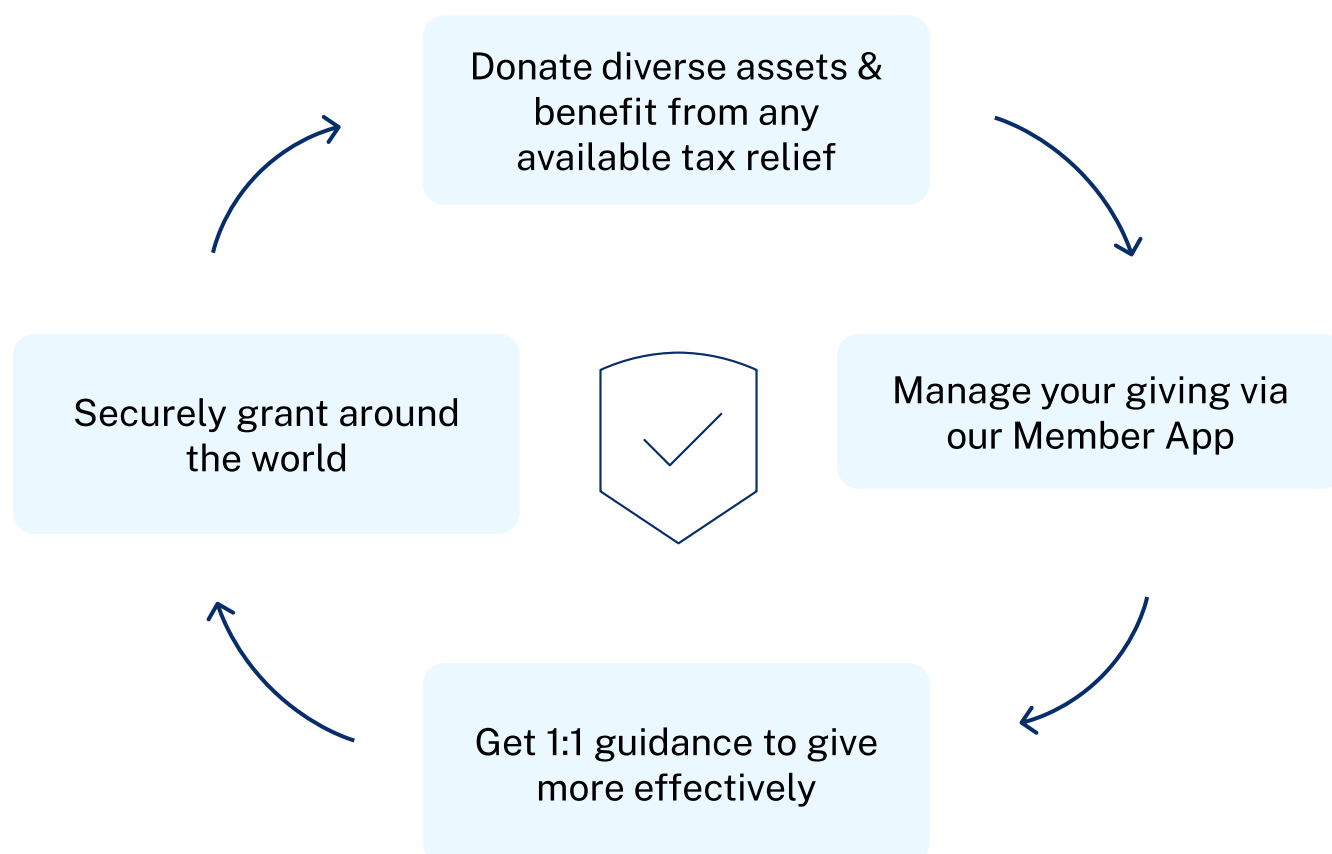 Donate diverse assets &
benefit from any
available tax relief
Securely grant around
the world
Manage your giving via
our Member App
Get 1:1 guidance to give
more effectively